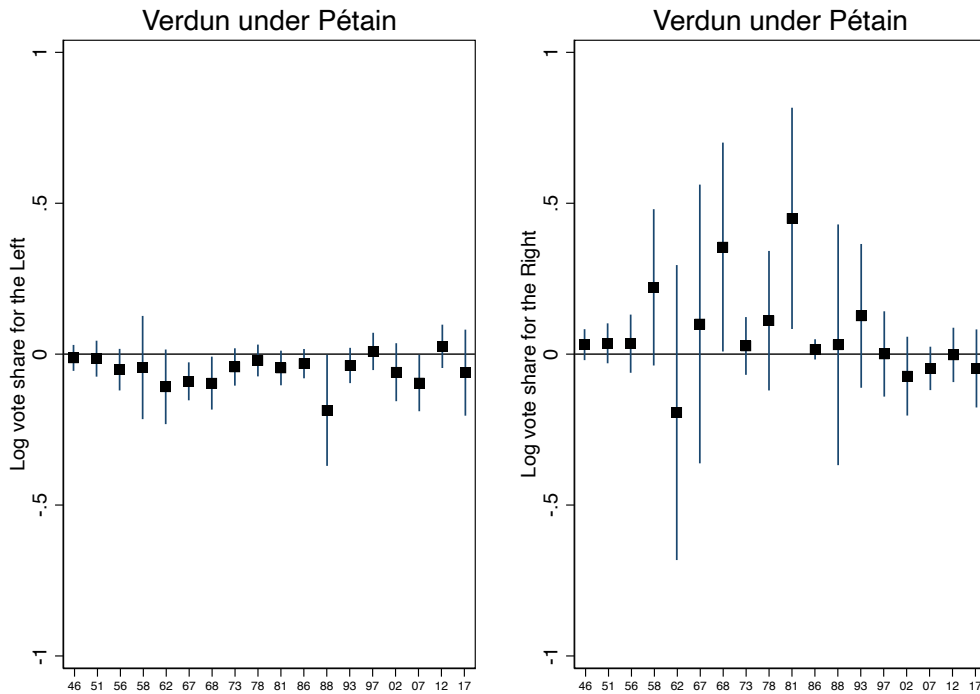 Verdun under Pétain
Log vote share for the Left
1
.5
0
-.5
-1
46 51 56 58 62 67 68 73 78 81 86 88 93 97 02 07 12 17
Verdun under Pétain
Log vote share for the Right
1
.5
0
-.5
-1
46 51 56 58 62 67 68 73 78 81 86 88 93 97 02 07 12 17